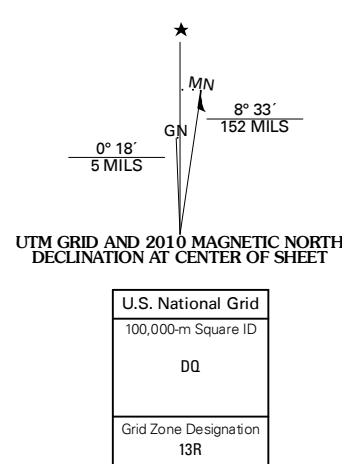 MN
GN
8° 33´
152 MILS
0° 18´
5 MILS
UTM GRID AND 2010 MAGNETIC NORTH
DECLINATION AT CENTER OF SHEET
U.S. National Grid
100,000-m Square ID
DQ
Grid Zone Designation
13R